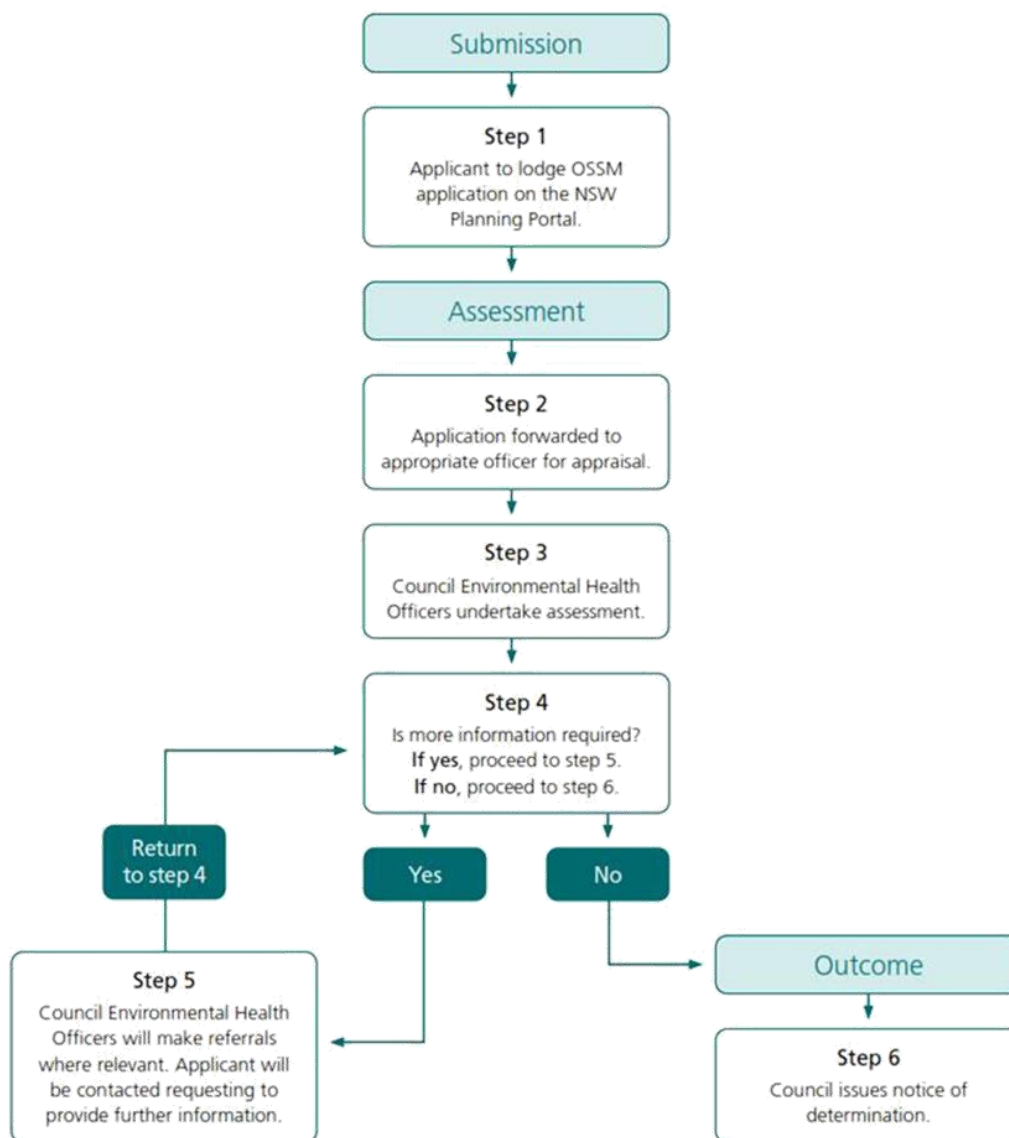 Submission
Step 1
Applicant to lodge OSSM
application on the NSW
Planning Portal.
Assessment
Step 2
Application forwarded to
appropriate officer for appraisal.
Step 3
Council Environmental Health
Officers undertake assessment.
Step 4
Is more information required?
If yes, proceed to step 5.
If no, proceed to step 6.
Return
to step 4
Yes
No
Step 5
Council Environmental Health
Officers will make referrals
where relevant. Applicant will
be contacted requesting to
provide further information.
Outcome
Step 6
Council issues notice of
determination.